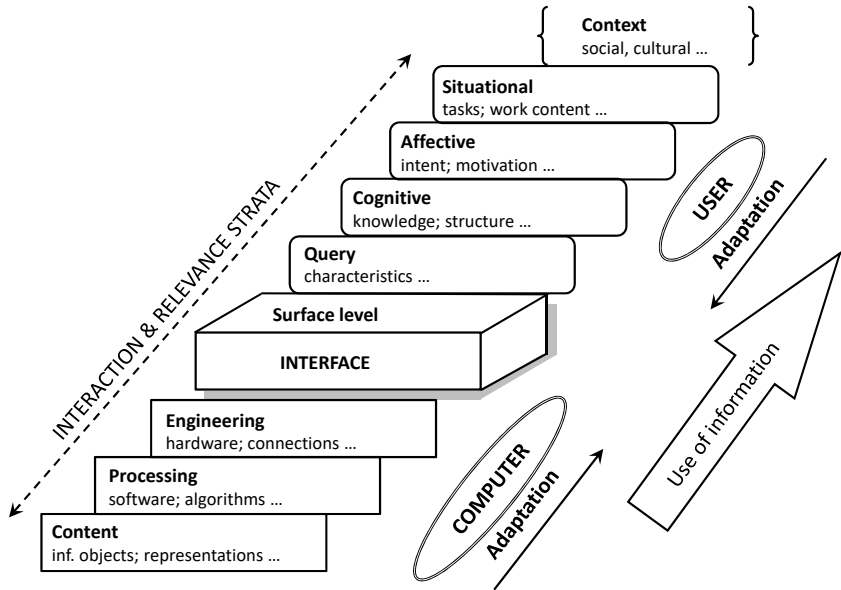 Context
social, cultural ...
Situational
tasks; work content ...
Affective
intent; motivation ...
Cognitive
knowledge; structure ...
Query
characteristics ...
INTERACTION & RELEVANCE STRATA
USER
Adaptation
Surface level
INTERFACE
Engineering
hardware; connections ...
Processing
software; algorithms ...
Content
inf. objects; representations ...
COMPUTER
Adaptation
Use of information